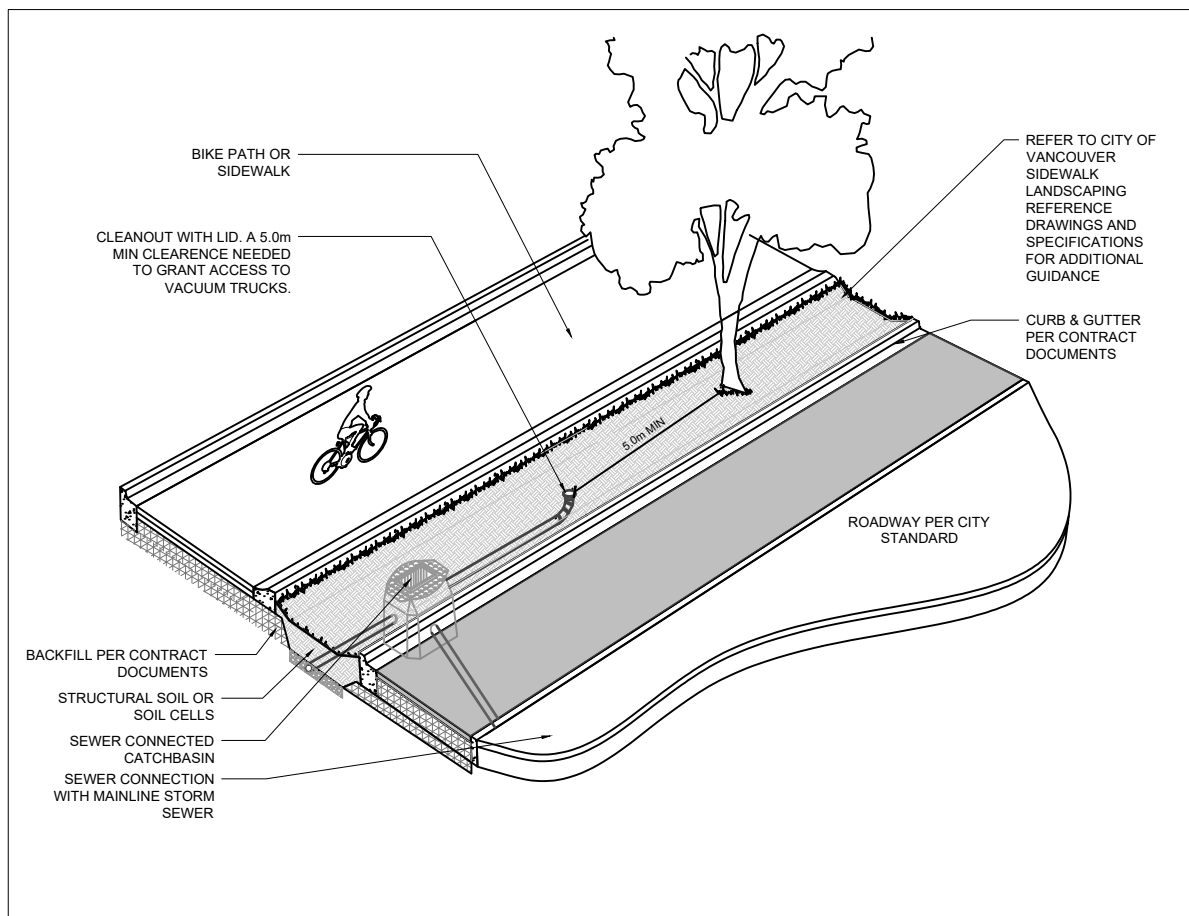 BIKE PATH OR
SIDEWALK
CLEANOUT WITH LID. A 5.0m
MIN CLEARENCE NEEDED
TO GRANT ACCESS TO
VACUUM TRUCKS.
REFER TO CITY OF
VANCOUVER
SIDEWALK
LANDSCAPING
REFERENCE
DRAWINGS AND
SPECIFICATIONS
FOR ADDITIONAL
GUIDANCE
CURB & GUTTER
PER CONTRACT
DOCUMENTS
5.0m MIN
ROADWAY PER CITY
STANDARD
BACKFILL PER CONTRACT
DOCUMENTS
STRUCTURAL SOIL OR
SOIL CELLS
SEWER CONNECTED
CATCHBASIN
SEWER CONNECTION
WITH MAINLINE STORM
SEWER